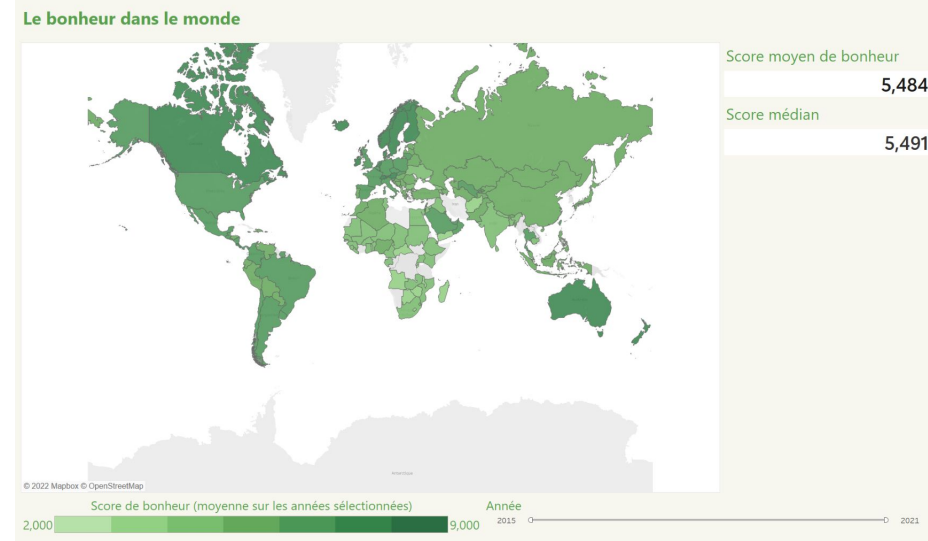 Le bonheur dans le monde
Score moyen de bonheur
5,484
Score médian
5,491
© 2022 Mapbox © OpenStreetMap
Score de bonheur (moyenne sur les années sélectionnées)
2,000
9,000
Année
2015
2021